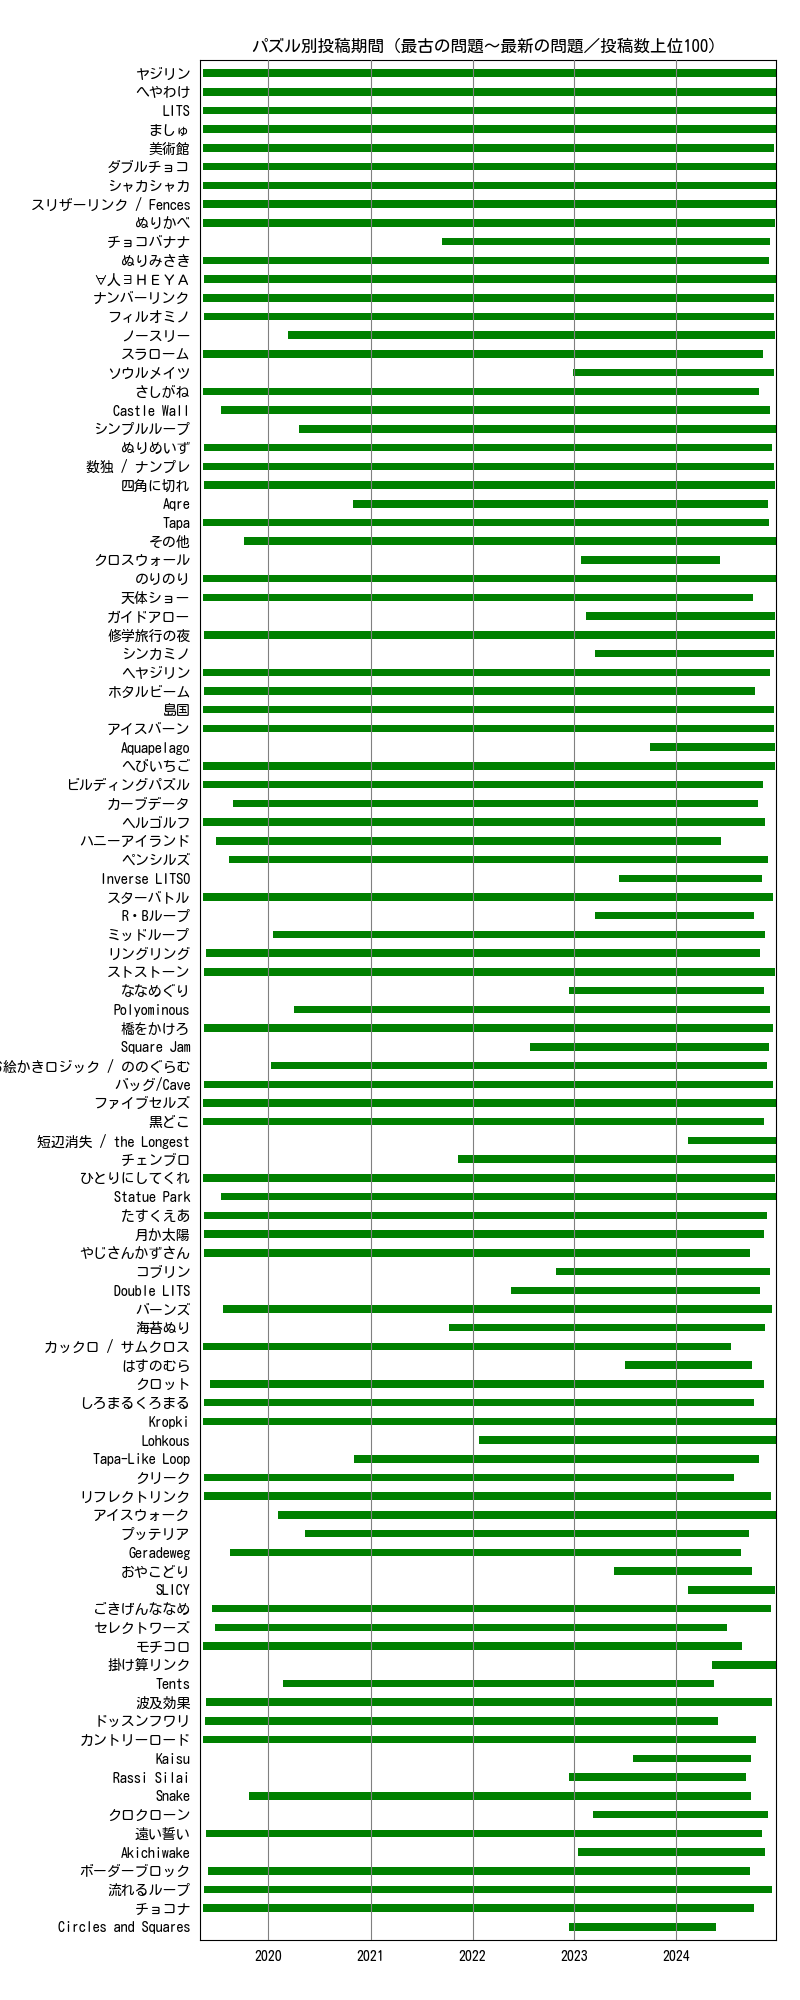 パズル別投稿期間（最古の問題～最新の問題／投稿数上位100）
ヤジリン
へやわけ
LITS
ましゅ
美術館
ダブルチョコ
シャカシャカ
スリザーリンク / Fences
ぬりかべ
チョコバナナ
ぬりみさき
∀人∃ＨＥＹＡ
ナンバーリンク
フィルオミノ
ノースリー
スラローム
ソウルメイツ
さしがね
Castle Wall
シンプルループ
ぬりめいず
数独 / ナンプレ
四角に切れ
Aqre
Tapa
その他
クロスウォール
のりのり
天体ショー
ガイドアロー
修学旅行の夜
シンカミノ
ヘヤジリン
ホタルビーム
島国
アイスバーン
Aquapelago
へびいちご
ビルディングパズル
カーブデータ
ヘルゴルフ
ハニーアイランド
ペンシルズ
Inverse LITSO
スターバトル
R・Bループ
ミッドループ
リングリング
ストストーン
ななめぐり
Polyominous
橋をかけろ
Square Jam
絵かきロジック / ののぐらむ
バッグ/Cave
ファイブセルズ
黒どこ
短辺消失 / the Longest
チェンブロ
ひとりにしてくれ
Statue Park
たすくえあ
月か太陽
やじさんかずさん
コブリン
Double LITS
バーンズ
海苔ぬり
カックロ / サムクロス
はすのむら
クロット
しろまるくろまる
Kropki
Lohkous
Tapa-Like Loop
クリーク
リフレクトリンク
アイスウォーク
プッテリア
Geradeweg
おやこどり
SLICY
ごきげんななめ
セレクトワーズ
モチコロ
掛け算リンク
Tents
波及効果
ドッスンフワリ
カントリーロード
Kaisu
Rassi Silai
Snake
クロクローン
遠い誓い
Akichiwake
ボーダーブロック
流れるループ
チョコナ
Circles and Squares
2020 2021 2022 2023 2024